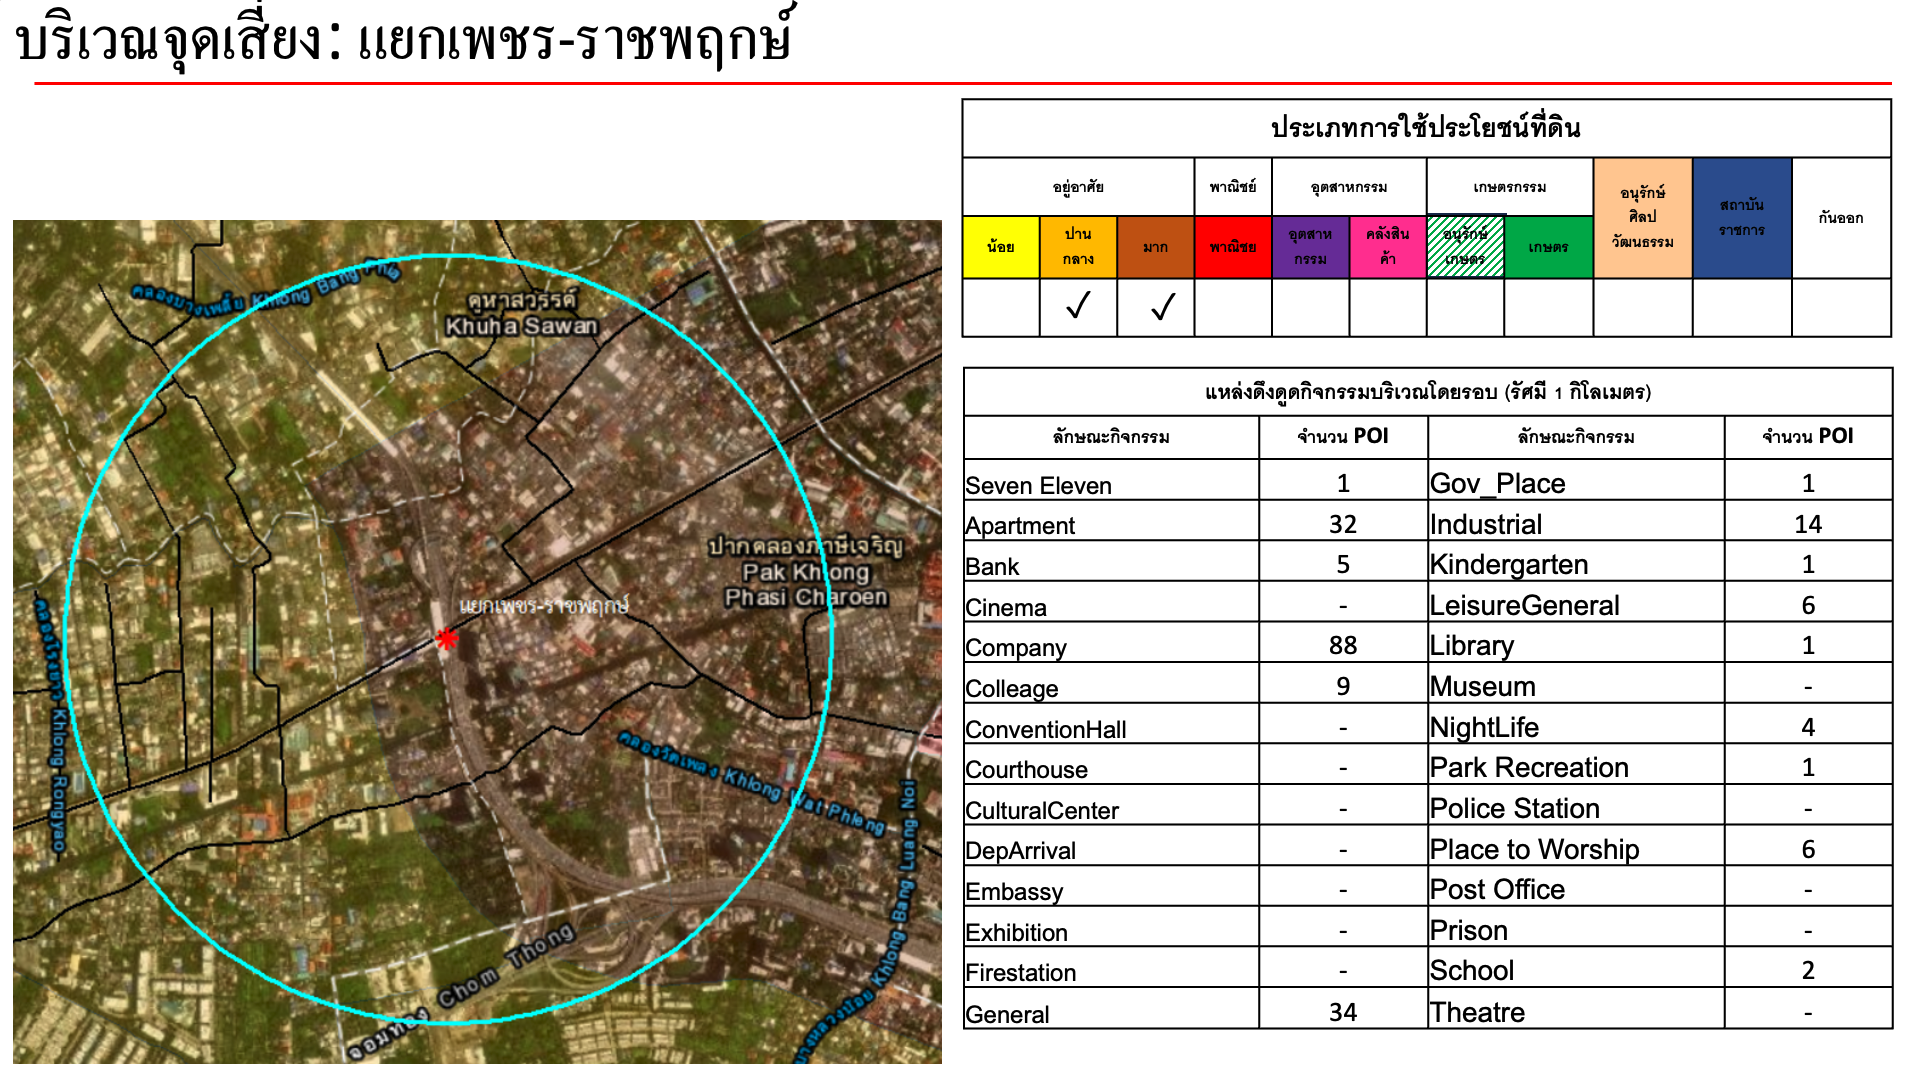 บริเวณจุดเสี่ยง: แยกเพชร-ราชพฤกษ์
คลองบางเพลี้ย Khlong Bang Phia
คูหาสวรรค์
Khuha Sawan
ปากคลองภาษีเจริญ
Pak Khlong
Phasi Charoen
แยกเพชร-ราชพฤกษ์
Khlong Rongyao
คลองวัดเพลง Khlong Wat Phleng
บางหลวงน้อย Khlong Bang Luang Noi
จอมทอง Chom Thong
ประเภทการใช้ประโยชน์ที่ดิน
อยู่อาศัย พาณิชย์ อุตสาหกรรม เกษตรกรรม อนุรักษ์ศิลปวัฒนธรรม สถาบันราชการ กันออก
น้อย ปานกลาง มาก พาณิชย อุตสาหกรรม คลังสินค้า อนุรักษ์เกษตร เกษตร
✓ ✓
แหล่งดึงดูดกิจกรรมบริเวณโดยรอบ (รัศมี 1 กิโลเมตร)
ลักษณะกิจกรรม จำนวน POI ลักษณะกิจกรรม จำนวน POI
Seven Eleven 1 Gov_Place 1
Apartment 32 Industrial 14
Bank 5 Kindergarten 1
Cinema - LeisureGeneral 6
Company 88 Library 1
Colleage 9 Museum -
ConventionHall - NightLife 4
Courthouse - Park Recreation 1
CulturalCenter - Police Station -
DepArrival - Place to Worship 6
Embassy - Post Office -
Exhibition - Prison -
Firestation - School 2
General 34 Theatre -